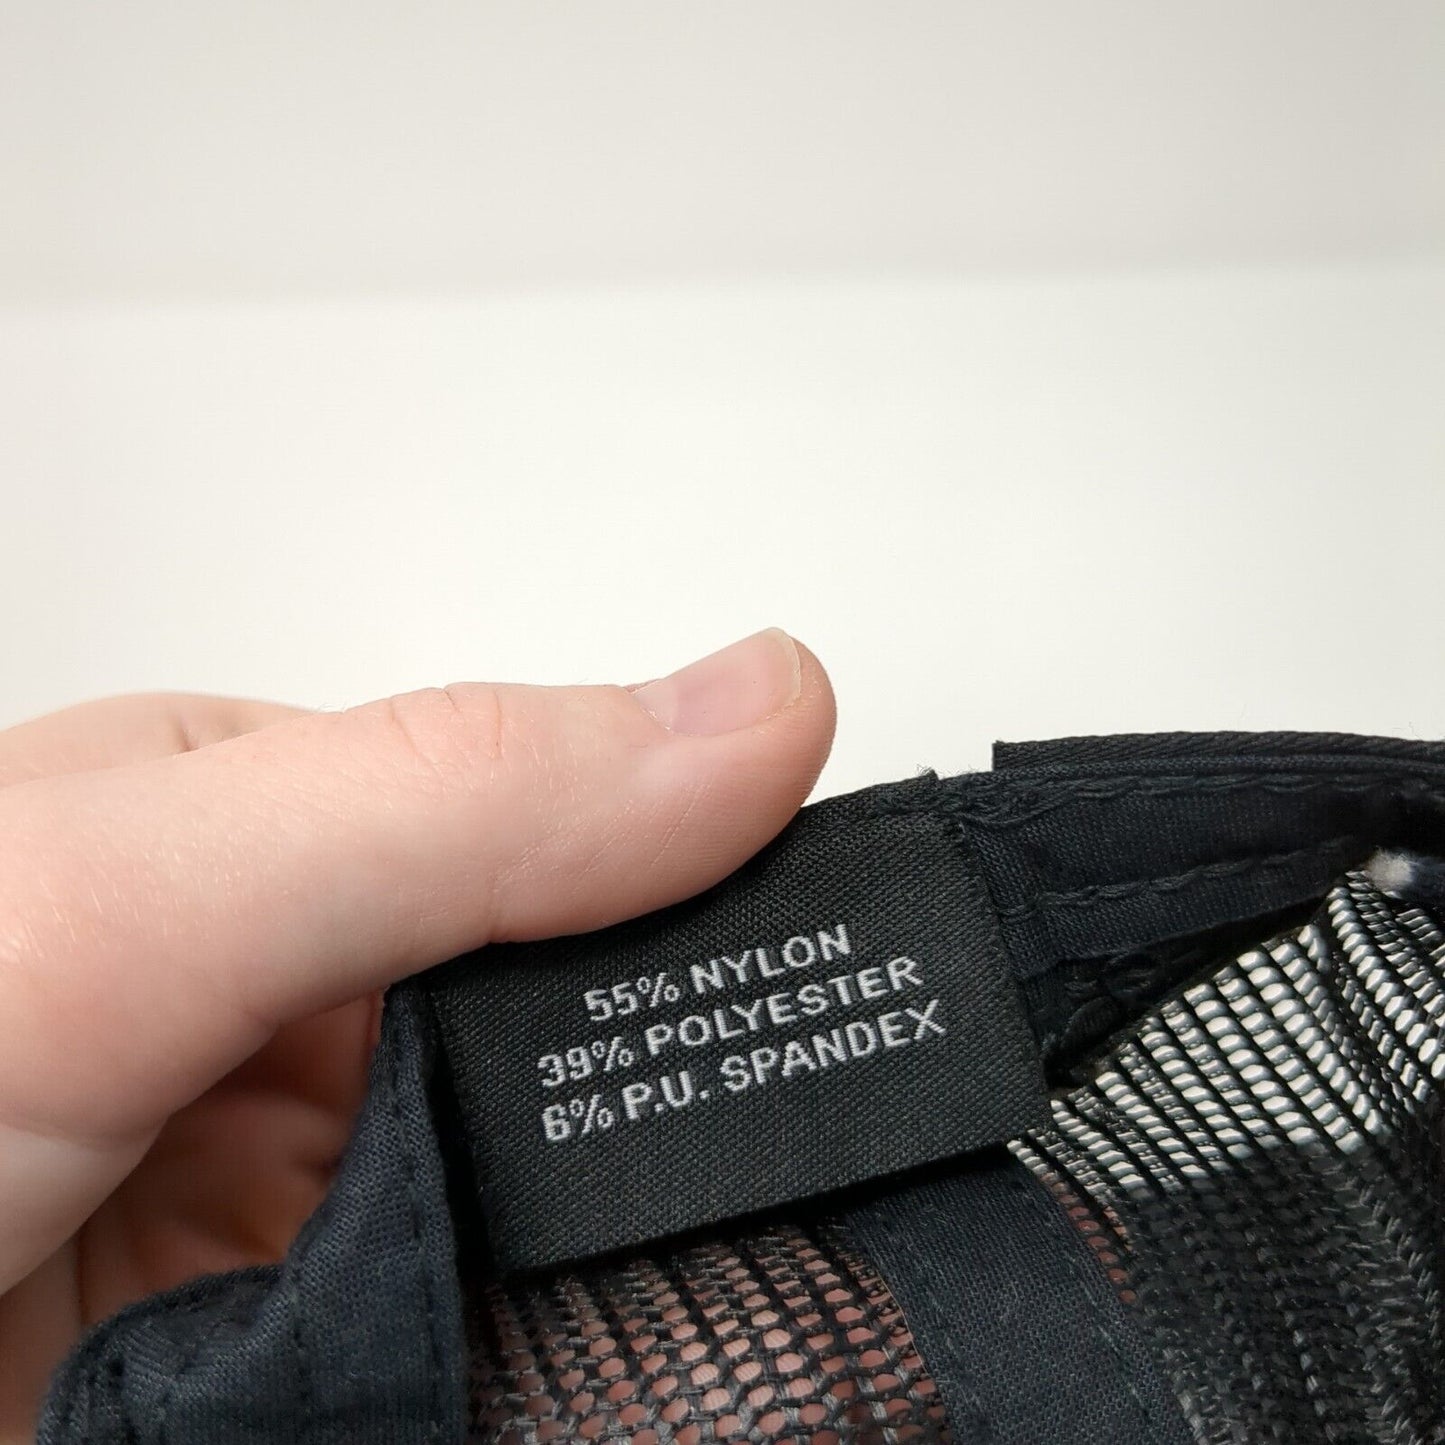 55% NYLON
39% POLYESTER
6% P.U. SPANDEX